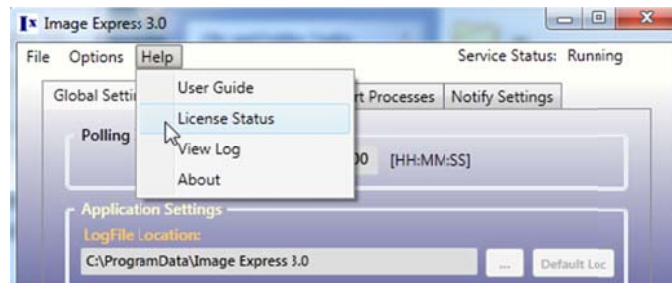 Image Express 3.0
File Options Help Service Status: Running
Global Setti rt Processes Notify Settings
User Guide
License Status
View Log
About
Polling
00 [HH:MM:SS]
Application Settings
LogFile Location:
C:\ProgramData\Image Express 3.0 ... Default Loc